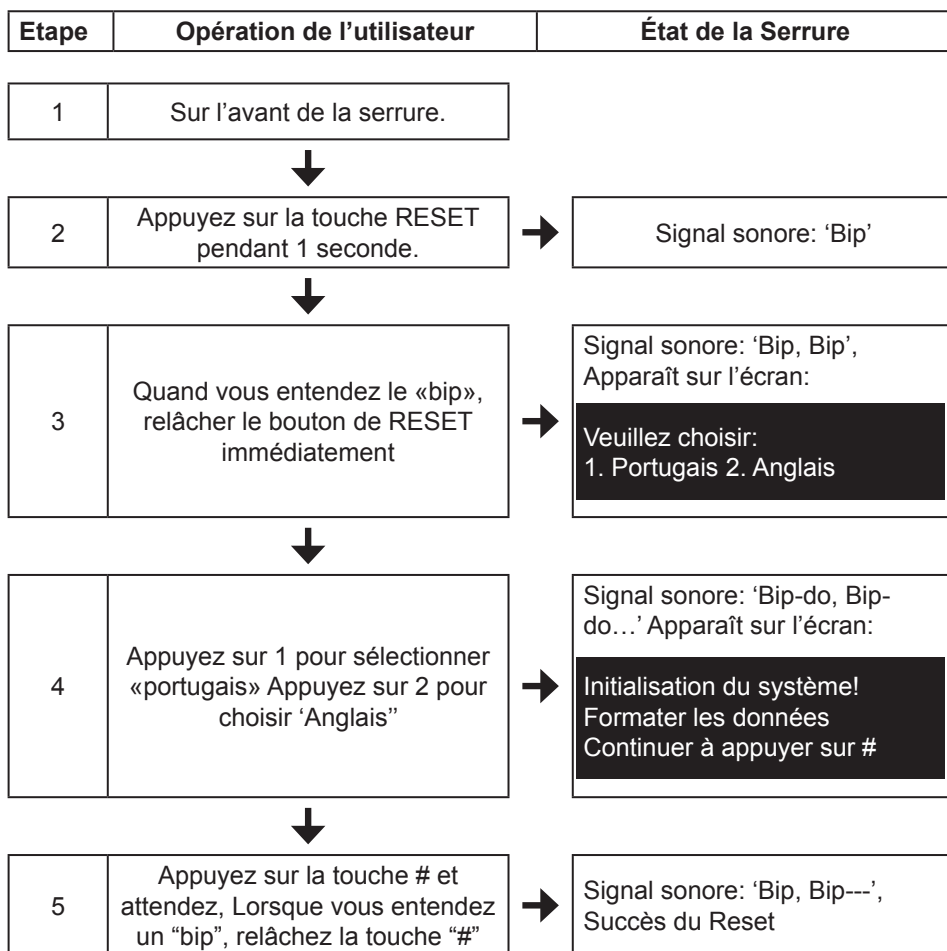 Etape Opération de l’utilisateur État de la Serrure
1 Sur l’avant de la serrure.
2 Appuyez sur la touche RESET
pendant 1 seconde.
Signal sonore: ‘Bip’
3 Quand vous entendez le «bip»,
relâcher le bouton de RESET
immédiatement
Signal sonore: ‘Bip, Bip’,
Apparaît sur l’écran:
Veuillez choisir:
1. Portugais 2. Anglais
4 Appuyez sur 1 pour sélectionner
«portugais» Appuyez sur 2 pour
choisir ‘Anglais’’
Signal sonore: ‘Bip-do, Bip-
do…’ Apparaît sur l’écran:
Initialisation du système!
Formater les données
Continuer à appuyer sur #
5 Appuyez sur la touche # et
attendez, Lorsque vous entendez
un “bip”, relâchez la touche “#”
Signal sonore: ‘Bip, Bip---’,
Succès du Reset